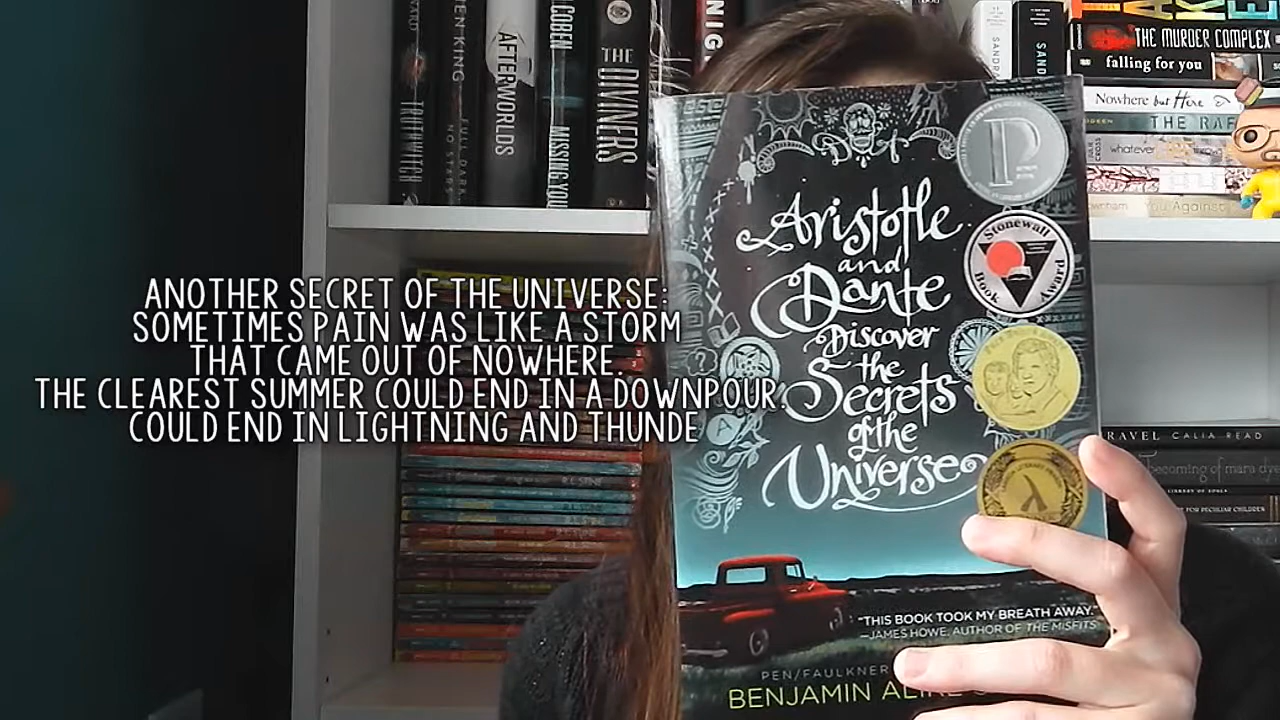 ANOTHER SECRET OF THE UNIVERSE:
SOMETIMES PAIN WAS LIKE A STORM
THAT CAME OUT OF NOWHERE.
THE CLEAREST SUMMER COULD END IN A DOWNPOUR.
COULD END IN LIGHTNING AND THUNDE
Aristotle
and
Dante
Discover
the
Secrets
of the
Universe
P
Stonewall
Book Award
"THIS BOOK TOOK MY BREATH AWAY."
—JAMES HOWE, AUTHOR OF THE MISFITS
PEN/FAULKNER
BENJAMIN
TRUTHWITCH
AFTERWORLDS
COBEN
MISSING YOU
THE DIVINERS
THE MURDER COMPLEX
falling for you
Nowhere but Here
whatever
You Against
CALIA READ
becoming of mara
FOR PECULIAR CHILDREN